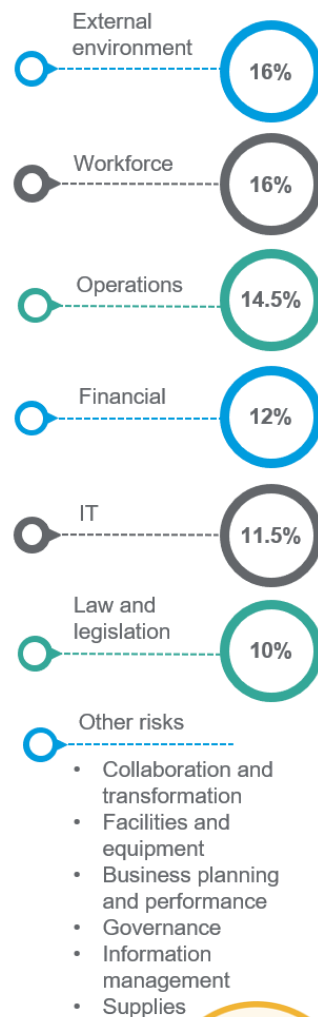 External
environment
16%
Workforce
16%
Operations
14.5%
Financial
12%
IT
11.5%
Law and
legislation
10%
Other risks
• Collaboration and
transformation
• Facilities and
equipment
• Business planning
and performance
• Governance
• Information
management
• Supplies